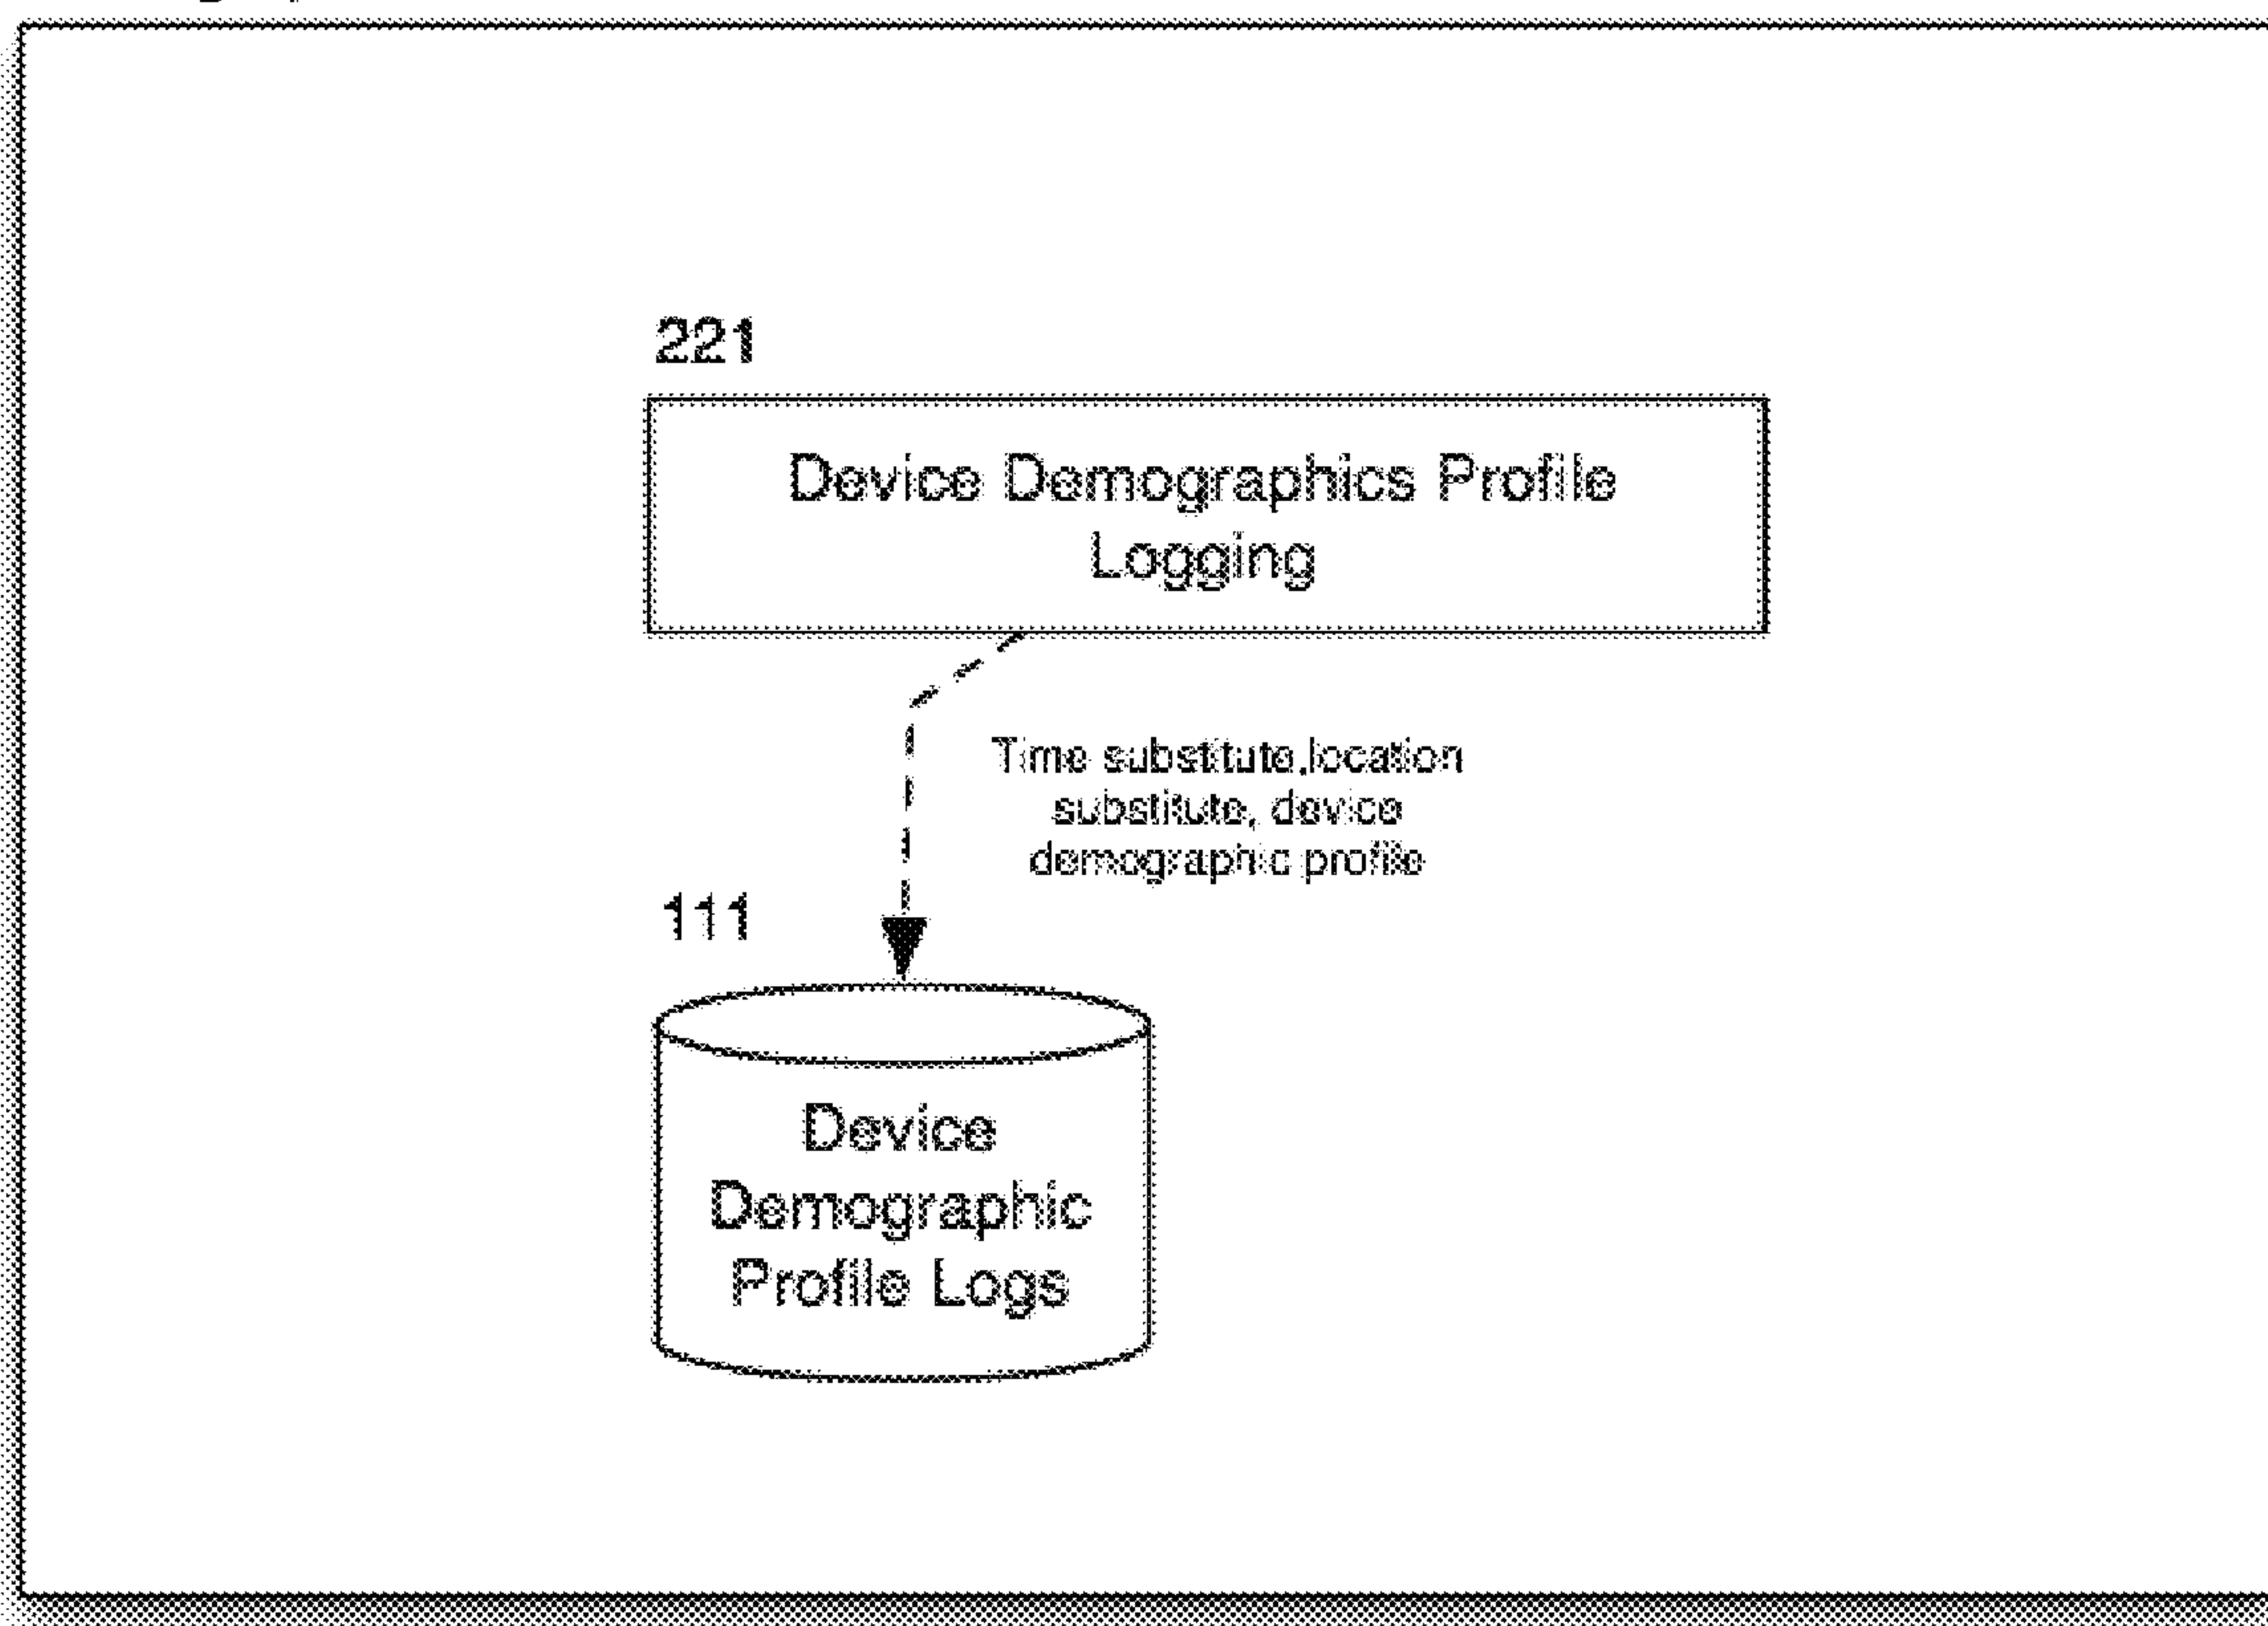 221
Device Demographics Profile
Logging
Time substitute,location
substitute, device
demographic profile
111
Device
Demographic
Profile Logs